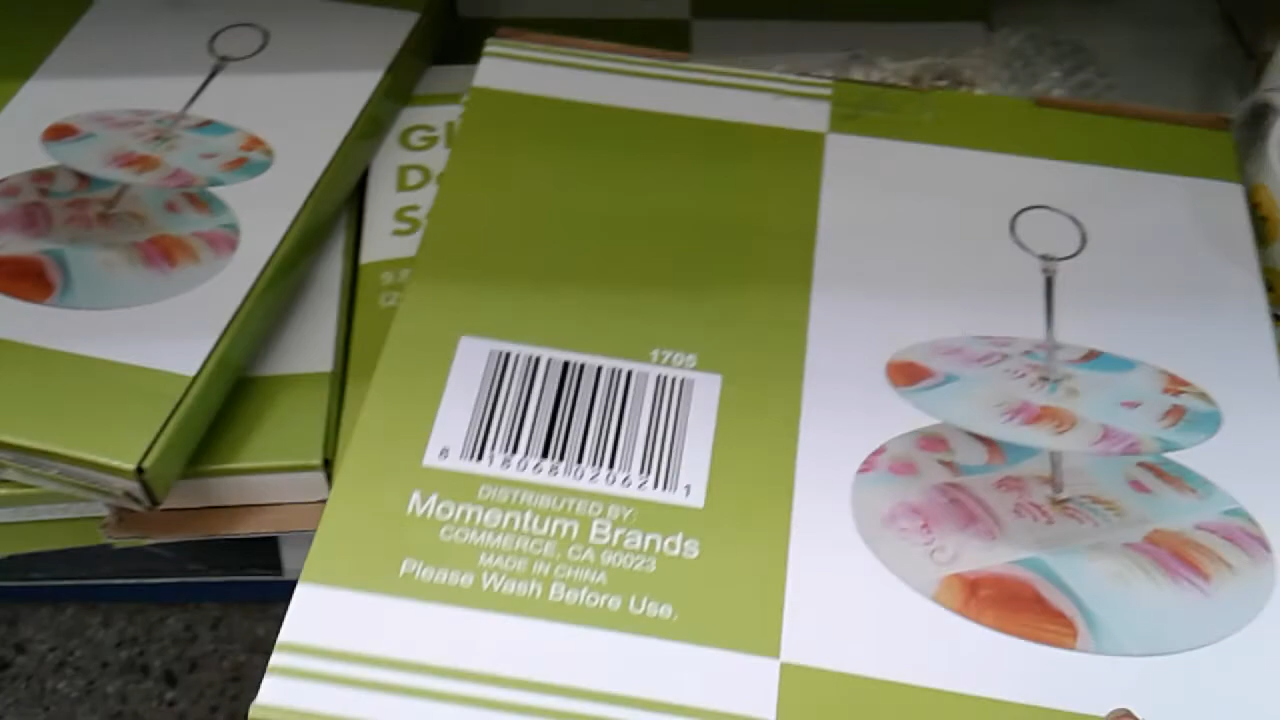 1705
8 18068 02062 1
DISTRIBUTED BY:
Momentum Brands
COMMERCE, CA 90023
MADE IN CHINA
Please Wash Before Use.